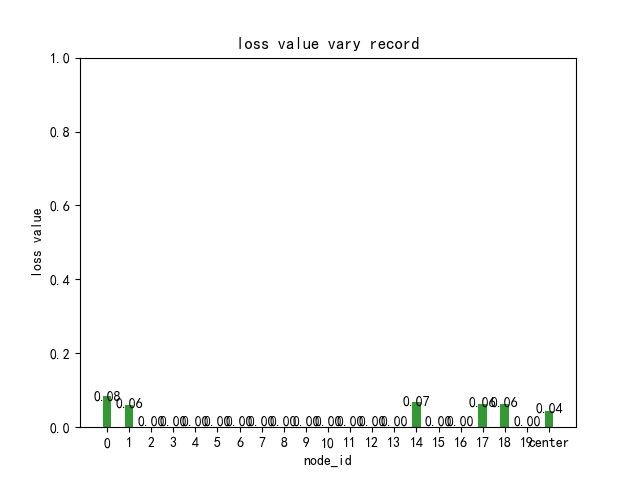 loss value vary record
1.0
0.8
0.6
0.4
0.2
0.0
loss value
0.08 0.06 0.00 0.00 0.00 0.00 0.00 0.00 0.00 0.00 0.00 0.00 0.00 0.00 0.07 0.00 0.00 0.06 0.06 0.00 0.04
0 1 2 3 4 5 6 7 8 9 10 11 12 13 14 15 16 17 18 19 center
node_id